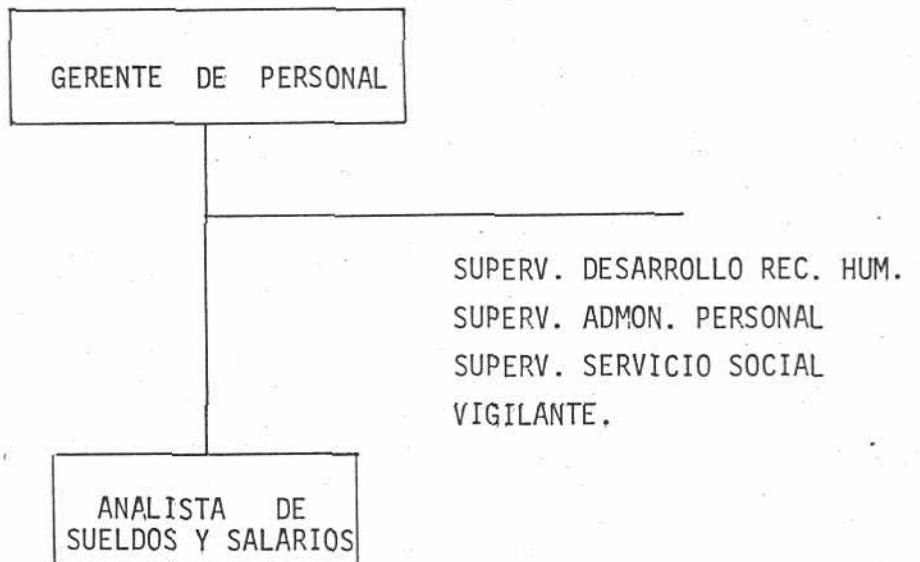 GERENTE DE PERSONAL
SUPERV. DESARROLLO REC. HUM.
SUPERV. ADMON. PERSONAL
SUPERV. SERVICIO SOCIAL
VIGILANTE.
ANALISTA DE
SUELDOS Y SALARIOS